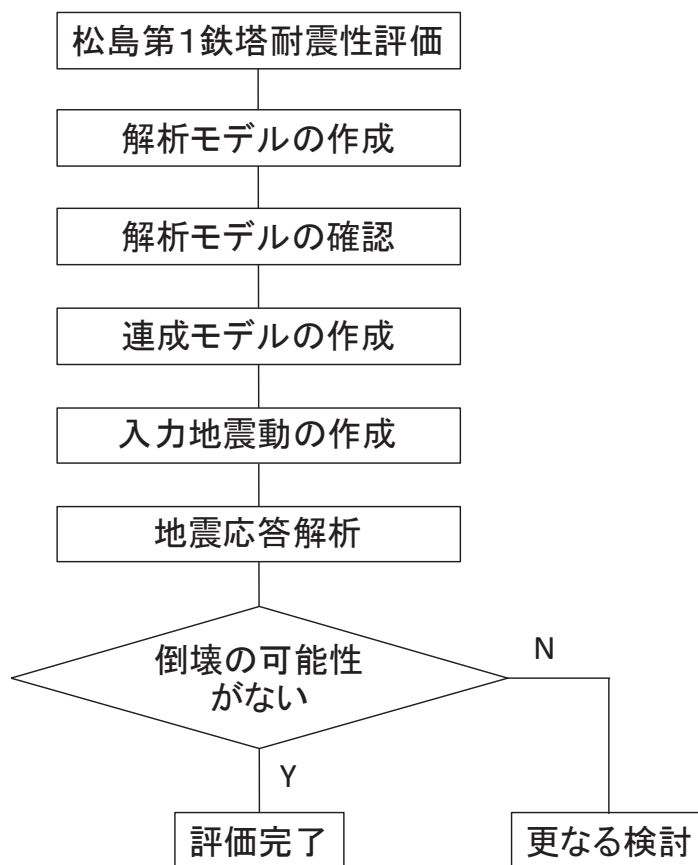 松島第1鉄塔耐震性評価
解析モデルの作成
解析モデルの確認
連成モデルの作成
入力地震動の作成
地震応答解析
倒壊の可能性
がない
N
Y
評価完了
更なる検討